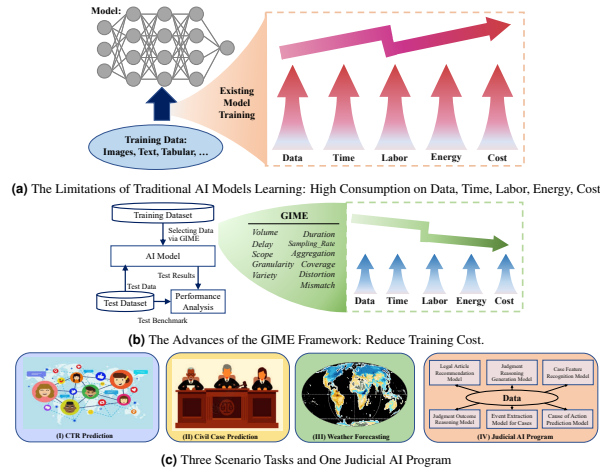 Model:
Existing
Model
Training
Training Data:
Images, Text, Tabular, ...
Data Time Labor Energy Cost
(a) The Limitations of Traditional AI Models Learning: High Consumption on Data, Time, Labor, Energy, Cost
Training Dataset
Selecting Data
via GIME
AI Model
Test Results
Test Data
Test Dataset
Performance
Analysis
Test Benchmark
GIME
Volume Duration
Delay Sampling_Rate
Scope Aggregation
Granularity Coverage
Variety Distortion
Mismatch
Data Time Labor Energy Cost
(b) The Advances of the GIME Framework: Reduce Training Cost.
(I) CTR Prediction
(II) Civil Case Prediction
(III) Weather Forecasting
Legal Article
Recommendation
Model
Judgment
Reasoning
Generation Model
Case Feature
Recognition Model
Data
Judgment Outcome
Reasoning Model
Event Extraction
Model for Cases
Cause of Action
Prediction Model
(IV) Judicial AI Program
(c) Three Scenario Tasks and One Judicial AI Program